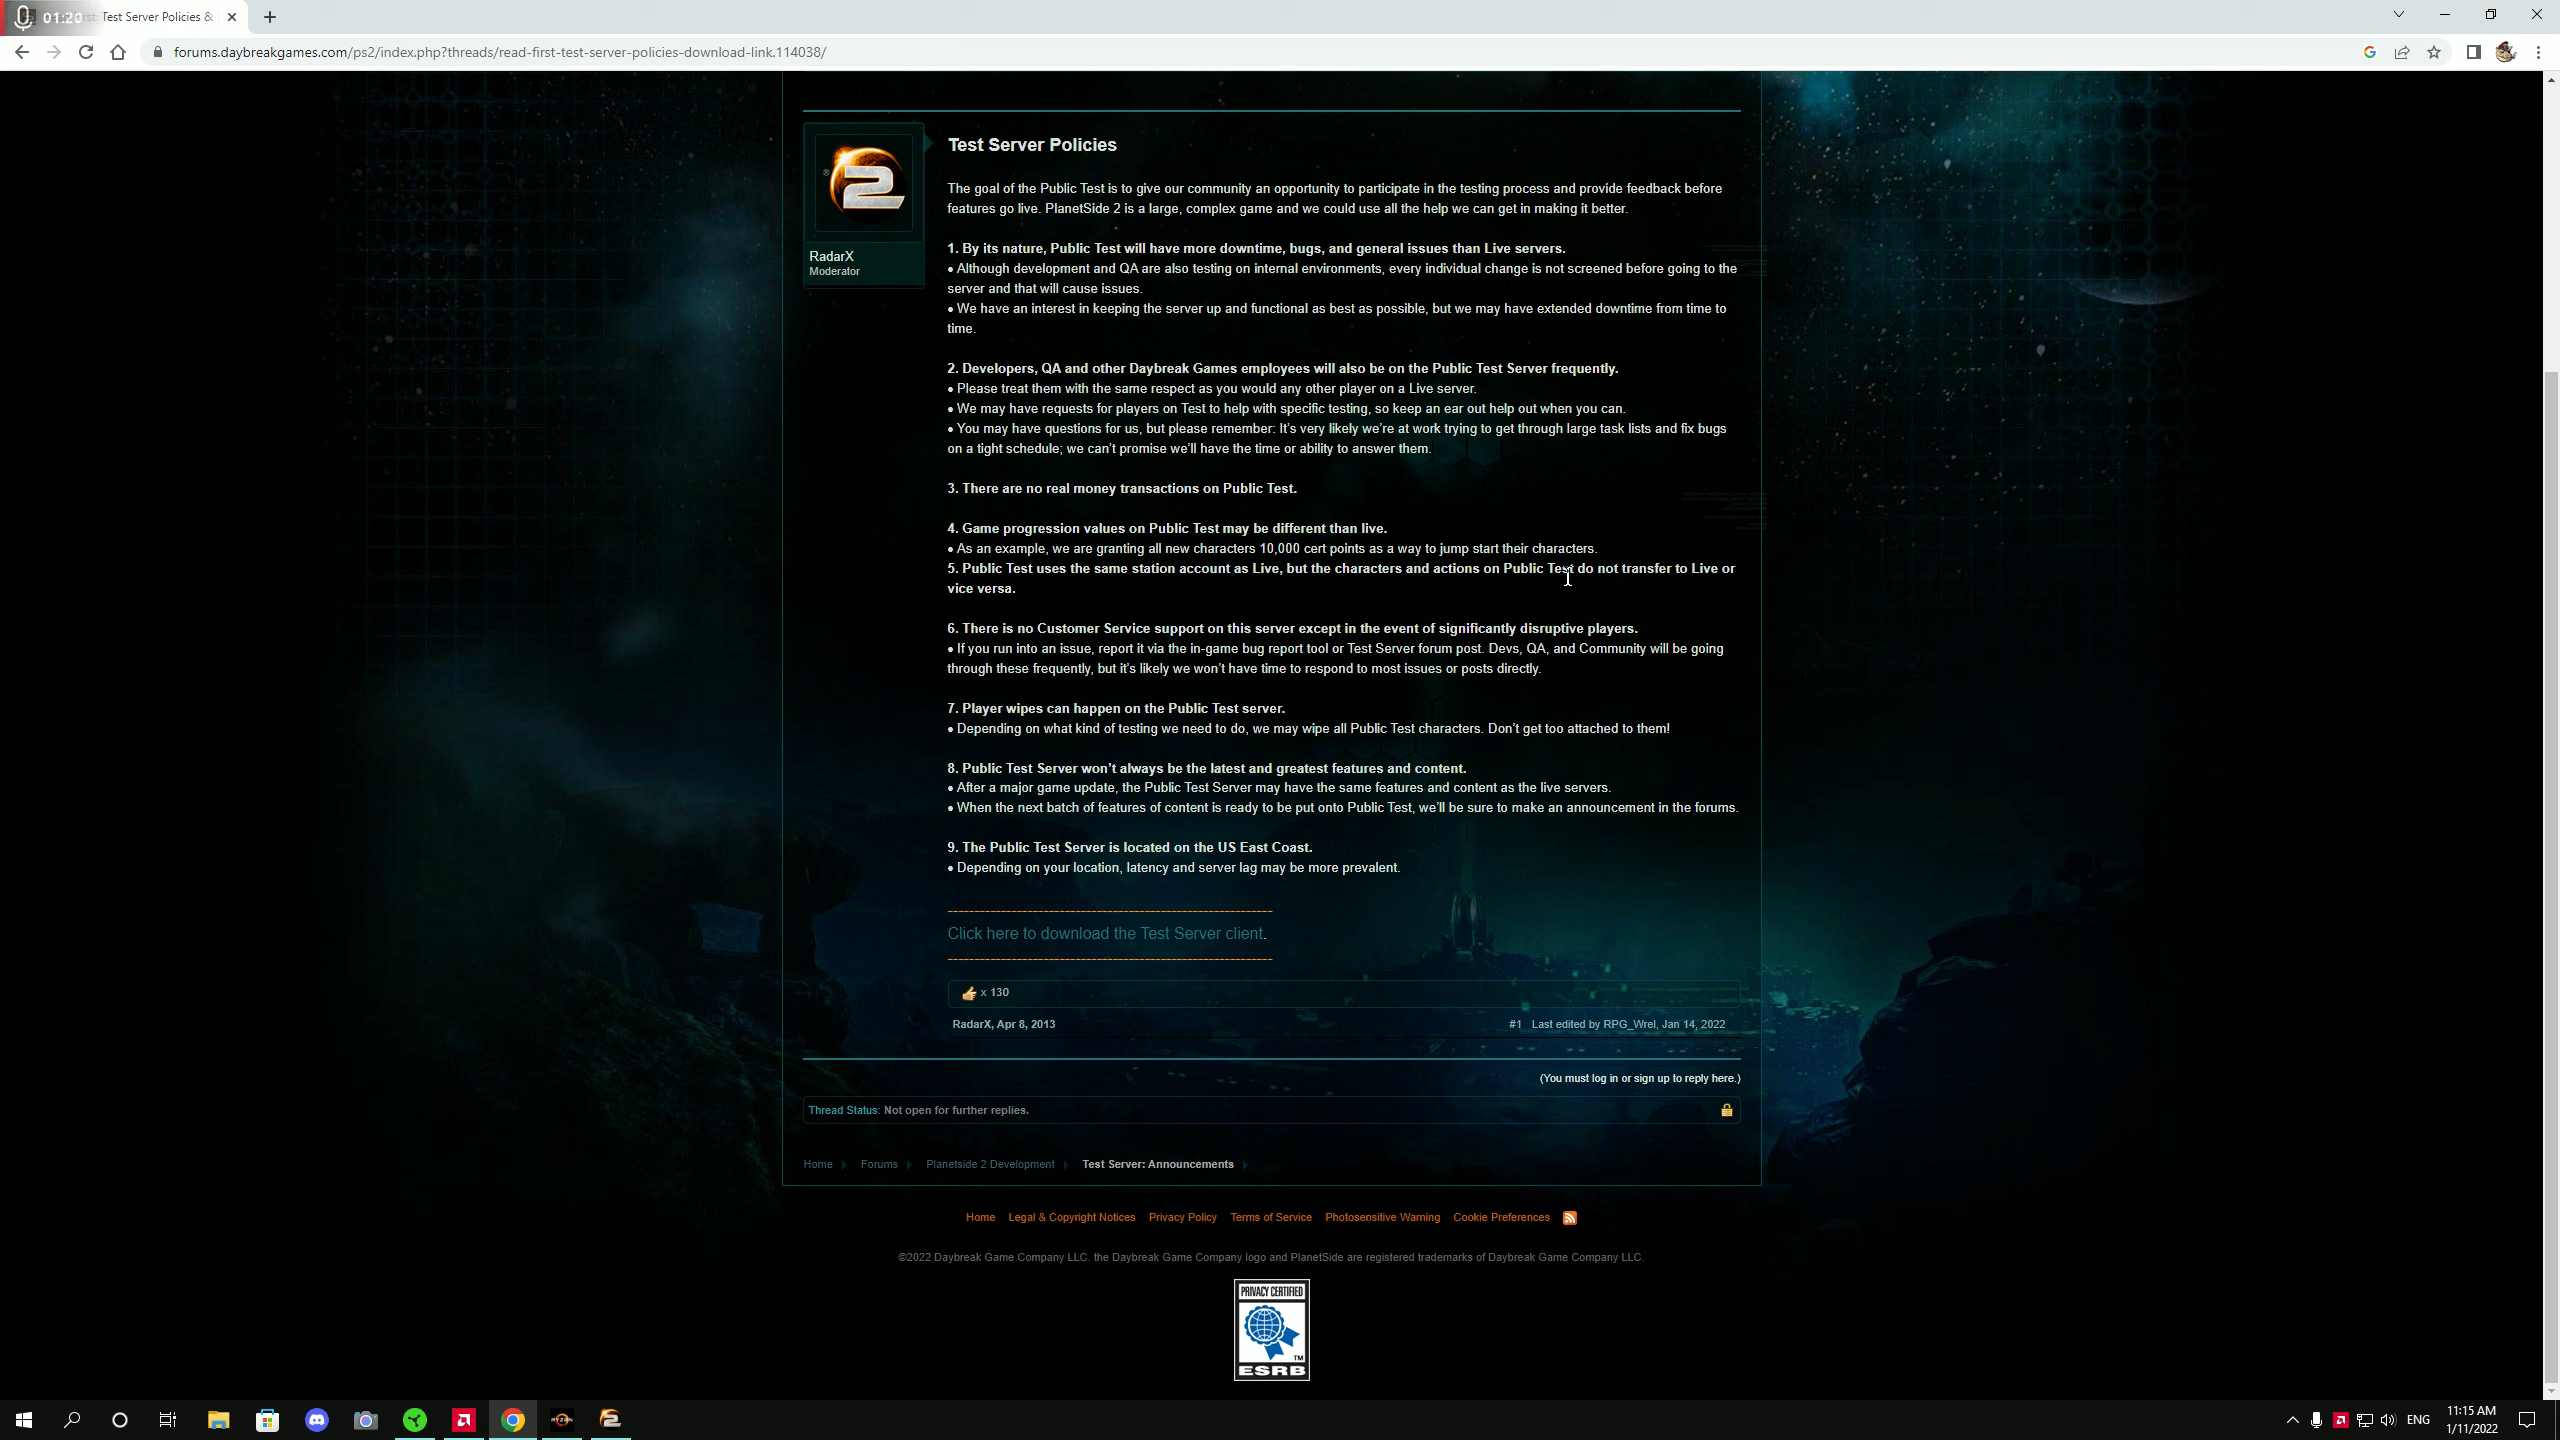 01:20
Test Server Policies &
forums.daybreakgames.com/ps2/index.php?threads/read-first-test-server-policies-download-link.114038/
Test Server Policies
RadarX
Moderator
The goal of the Public Test is to give our community an opportunity to participate in the testing process and provide feedback before
features go live. PlanetSide 2 is a large, complex game and we could use all the help we can get in making it better.
1. By its nature, Public Test will have more downtime, bugs, and general issues than Live servers.
• Although development and QA are also testing on internal environments, every individual change is not screened before going to the
server and that will cause issues.
• We have an interest in keeping the server up and functional as best as possible, but we may have extended downtime from time to
time.
2. Developers, QA and other Daybreak Games employees will also be on the Public Test Server frequently.
• Please treat them with the same respect as you would any other player on a Live server.
• We may have requests for players on Test to help with specific testing, so keep an ear out help out when you can.
• You may have questions for us, but please remember: It's very likely we're at work trying to get through large task lists and fix bugs
on a tight schedule; we can't promise we'll have the time or ability to answer them.
3. There are no real money transactions on Public Test.
4. Game progression values on Public Test may be different than live.
• As an example, we are granting all new characters 10,000 cert points as a way to jump start their characters.
5. Public Test uses the same station account as Live, but the characters and actions on Public Test do not transfer to Live or
vice versa.
6. There is no Customer Service support on this server except in the event of significantly disruptive players.
• If you run into an issue, report it via the in-game bug report tool or Test Server forum post. Devs, QA, and Community will be going
through these frequently, but it's likely we won't have time to respond to most issues or posts directly.
7. Player wipes can happen on the Public Test server.
• Depending on what kind of testing we need to do, we may wipe all Public Test characters. Don't get too attached to them!
8. Public Test Server won't always be the latest and greatest features and content.
• After a major game update, the Public Test Server may have the same features and content as the live servers.
• When the next batch of features of content is ready to be put onto Public Test, we'll be sure to make an announcement in the forums.
9. The Public Test Server is located on the US East Coast.
• Depending on your location, latency and server lag may be more prevalent.
Click here to download the Test Server client.
x 130
RadarX, Apr 8, 2013
#1 Last edited by RPG_Wrel, Jan 14, 2022
(You must log in or sign up to reply here.)
Thread Status: Not open for further replies.
Home Forums Planetside 2 Development Test Server: Announcements
Home Legal & Copyright Notices Privacy Policy Terms of Service Photosensitive Warning Cookie Preferences
©2022 Daybreak Game Company LLC. the Daybreak Game Company logo and PlanetSide are registered trademarks of Daybreak Game Company LLC.
PRIVACY CERTIFIED
TM
ESRB
RYZEN
ENG
11:15 AM
1/11/2022